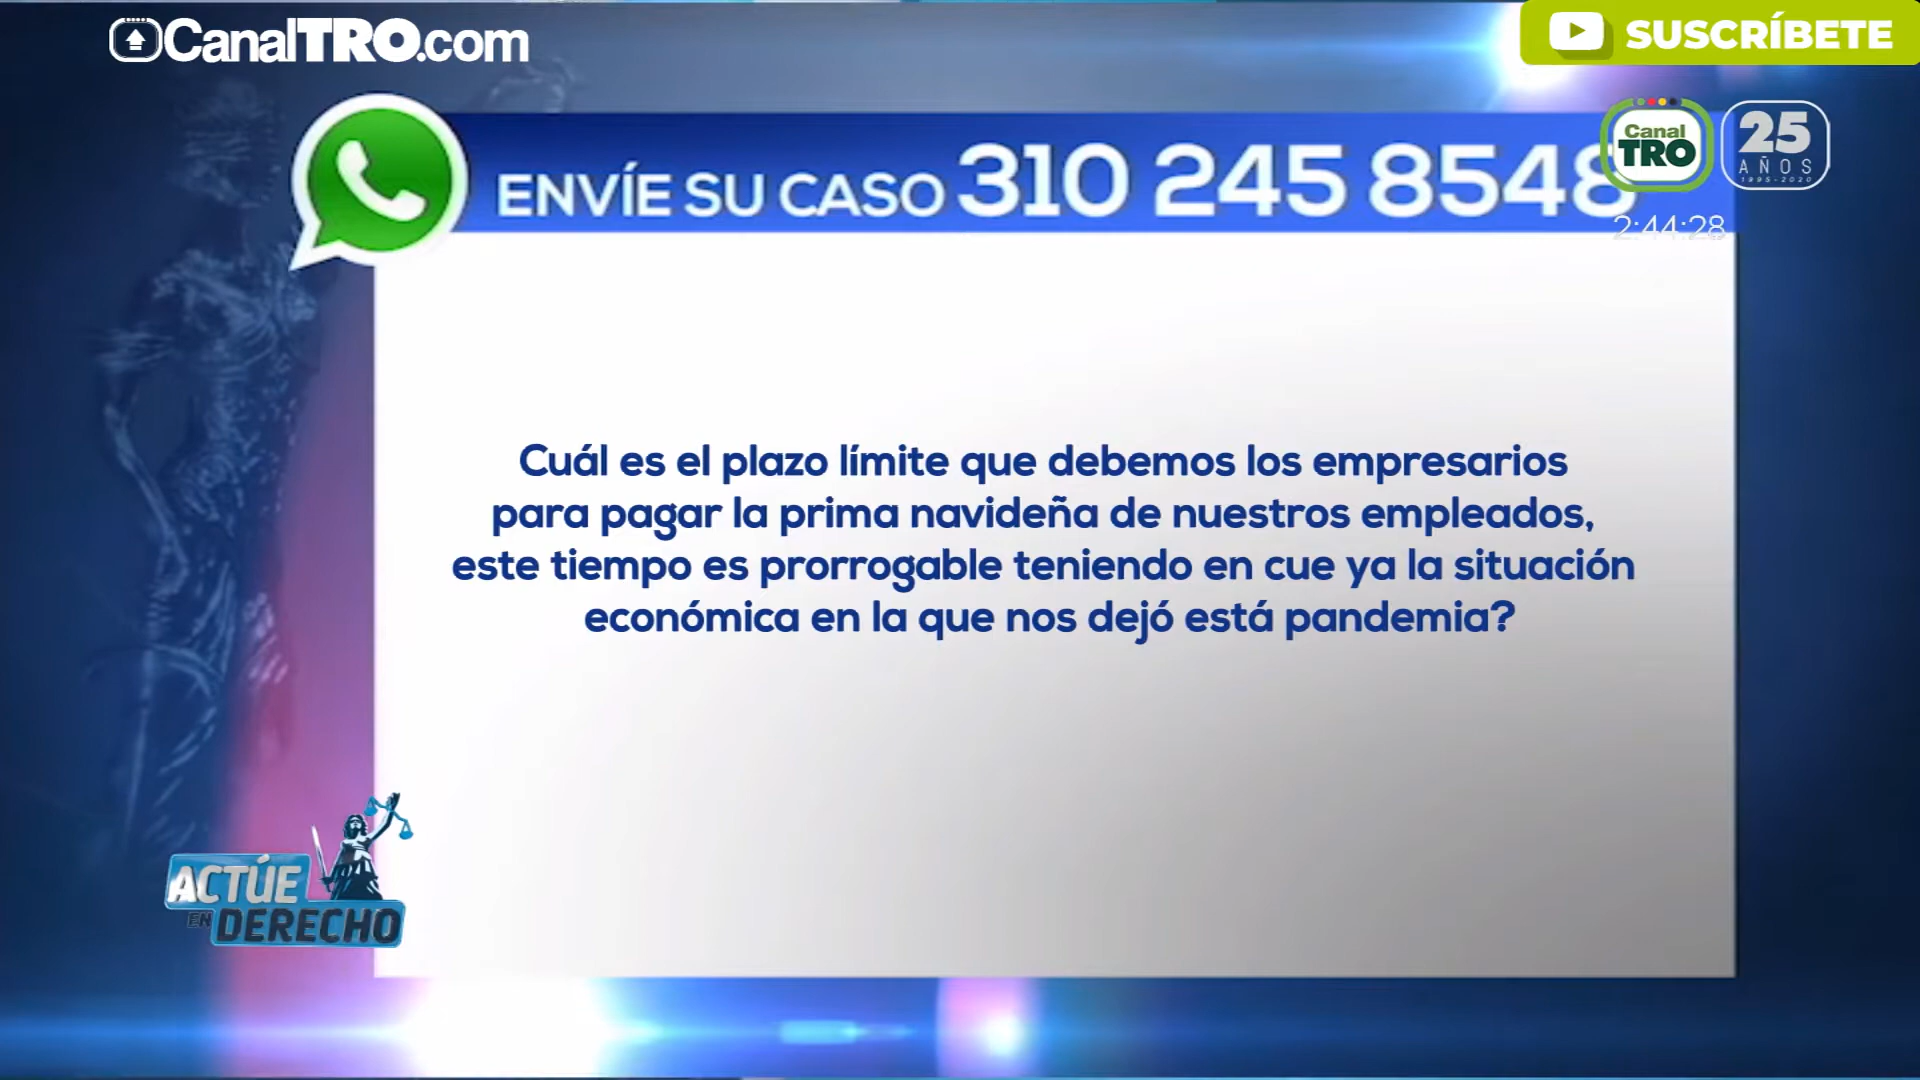 CanalTRO.com
SUSCRÍBETE
ENVÍE SU CASO 310 245 8548
Canal
TRO
25
AÑOS
1995-2020
2:44:28
Cuál es el plazo límite que debemos los empresarios
para pagar la prima navideña de nuestros empleados,
este tiempo es prorrogable teniendo en cue ya la situación
económica en la que nos dejó está pandemia?
ACTÚE
EN DERECHO